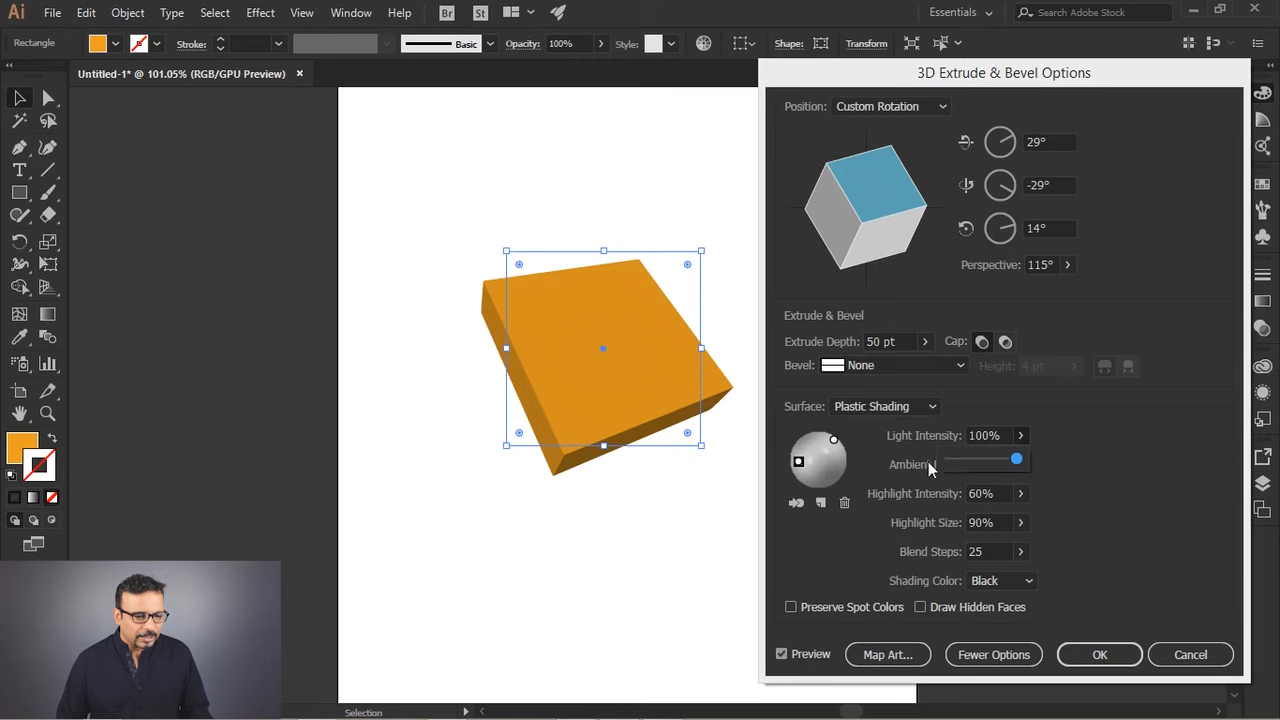 Ai File Edit Object Type Select Effect View Window Help Br St Essentials Search Adobe Stock
Rectangle Stroke: Basic Opacity: 100% Style: Shape: Transform
Untitled-1* @ 101.05% (RGB/GPU Preview) ×
3D Extrude & Bevel Options
Position: Custom Rotation
29°
-29°
14°
Perspective: 115°
Extrude & Bevel
Extrude Depth: 50 pt Cap:
Bevel: None Height: 4 pt
Surface: Plastic Shading
Light Intensity: 100%
Ambient
Highlight Intensity: 60%
Highlight Size: 90%
Blend Steps: 25
Shading Color: Black
Preserve Spot Colors Draw Hidden Faces
Preview Map Art... Fewer Options OK Cancel
Selection